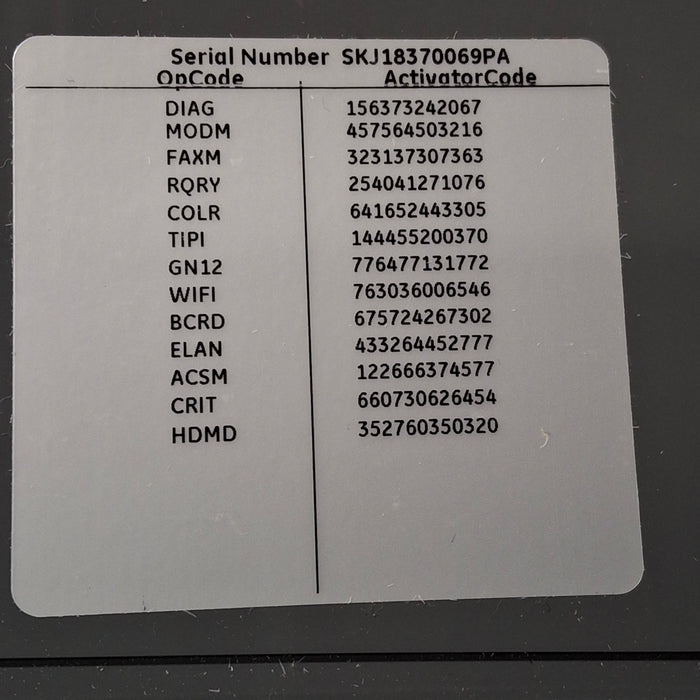 Serial Number SKJ18370069PA
OpCode ActivatorCode
DIAG 156373242067
MODM 457564503216
FAXM 323137307363
RQRY 254041271076
COLR 641652443305
TIPI 144455200370
GN12 776477131772
WIFI 763036006546
BCRD 675724267302
ELAN 433264452777
ACSM 122666374577
CRIT 660730626454
HDMD 352760350320